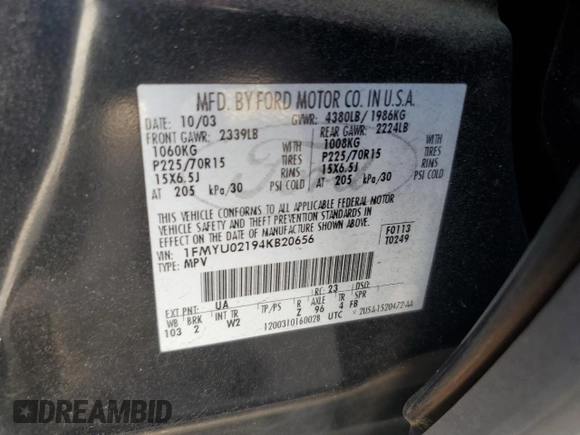 MFD. BY FORD MOTOR CO. IN U.S.A.
DATE: 10/03 GVWR: 4380LB/ 1986KG
FRONT GAWR: 2339LB REAR GAWR: 2224LB
1060KG WITH 1008KG WITH
P225/70R15 TIRES P225/70R15 TIRES
15X6.5J RIMS 15X6.5J RIMS
AT 205 kPa/30 PSI COLD AT 205 kPa/30 PSI COLD
Ford
THIS VEHICLE CONFORMS TO ALL APPLICABLE FEDERAL MOTOR
VEHICLE SAFETY AND THEFT PREVENTION STANDARDS IN
EFFECT ON THE DATE OF MANUFACTURE SHOWN ABOVE.
VIN: 1FMYU02194KB20656 F0113
TYPE: MPV T0249
EXT PNT: UA RC: 23 DSO:
WB BRK INT TR TP/PS R AXLE TR SPR
103 2 W2 Z 96 4 FB
1200310160028 UTC
DREAMBID